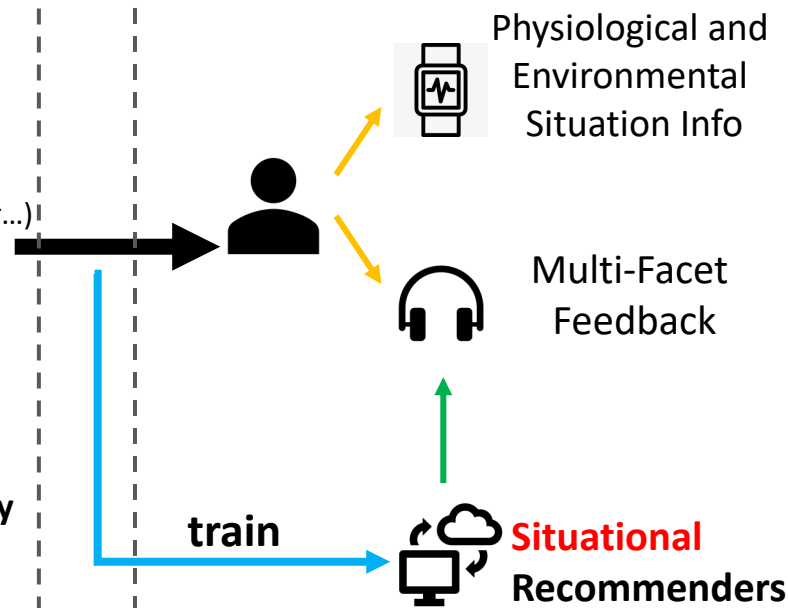 Physiological and
Environmental
Situation Info
…)
Multi-Facet
Feedback
y
train
Situational
Recommenders